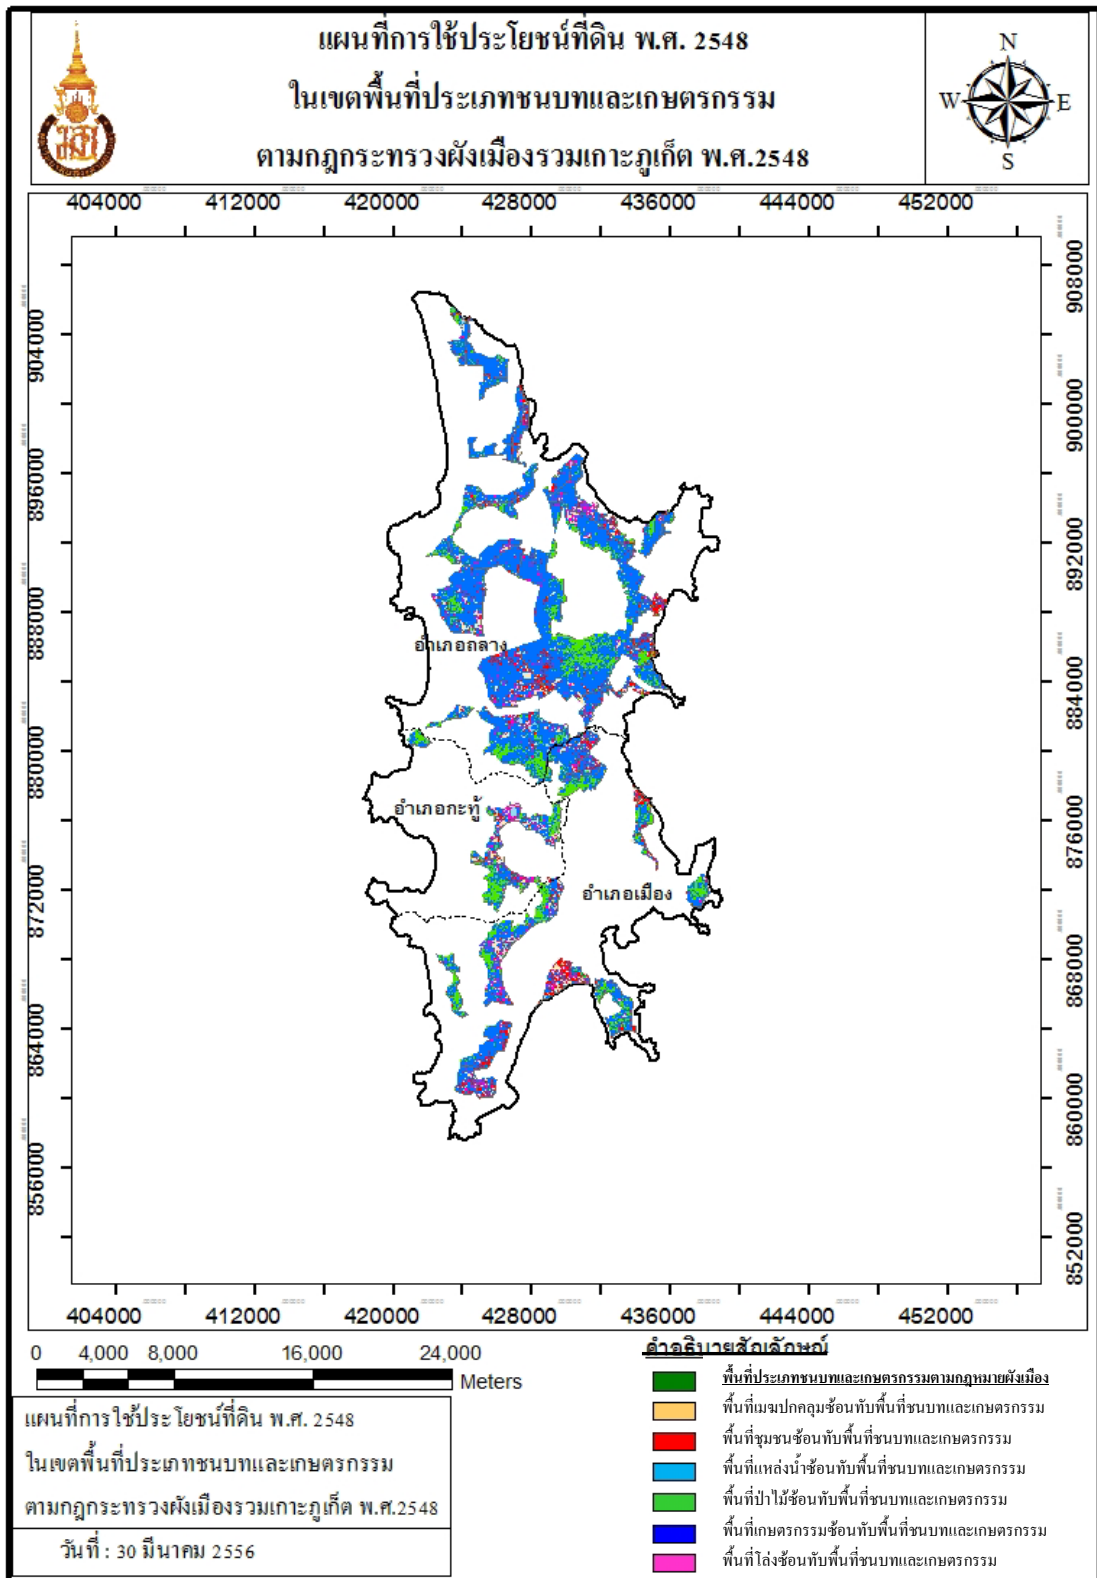 แผนที่การใช้ประโยชน์ที่ดิน พ.ศ. 2548
ในเขตพื้นที่ประเภทชนบทและเกษตรกรรม
ตามกฎกระทรวงผังเมืองรวมเกาะภูเก็ต พ.ศ.2548
N
W
E
S
404000 412000 420000 428000 436000 444000 452000
904000
896000
888000
880000
872000
864000
856000
908000
900000
892000
884000
876000
868000
860000
852000
อำเภอถลาง
อำเภอกะทู้
อำเภอเมือง
404000 412000 420000 428000 436000 444000 452000
0 4,000 8,000 16,000 24,000
Meters
แผนที่การใช้ประโยชน์ที่ดิน พ.ศ. 2548
ในเขตพื้นที่ประเภทชนบทและเกษตรกรรม
ตามกฎกระทรวงผังเมืองรวมเกาะภูเก็ต พ.ศ.2548
วันที่ : 30 มีนาคม 2556
คำอธิบายสัญลักษณ์
พื้นที่ประเภทชนบทและเกษตรกรรมตามกฎหมายผังเมือง
พื้นที่เมฆปกคลุมซ้อนทับพื้นที่ชนบทและเกษตรกรรม
พื้นที่ชุมชนซ้อนทับพื้นที่ชนบทและเกษตรกรรม
พื้นที่แหล่งน้ำซ้อนทับพื้นที่ชนบทและเกษตรกรรม
พื้นที่ป่าไม้ซ้อนทับพื้นที่ชนบทและเกษตรกรรม
พื้นที่เกษตรกรรมซ้อนทับพื้นที่ชนบทและเกษตรกรรม
พื้นที่โล่งซ้อนทับพื้นที่ชนบทและเกษตรกรรม